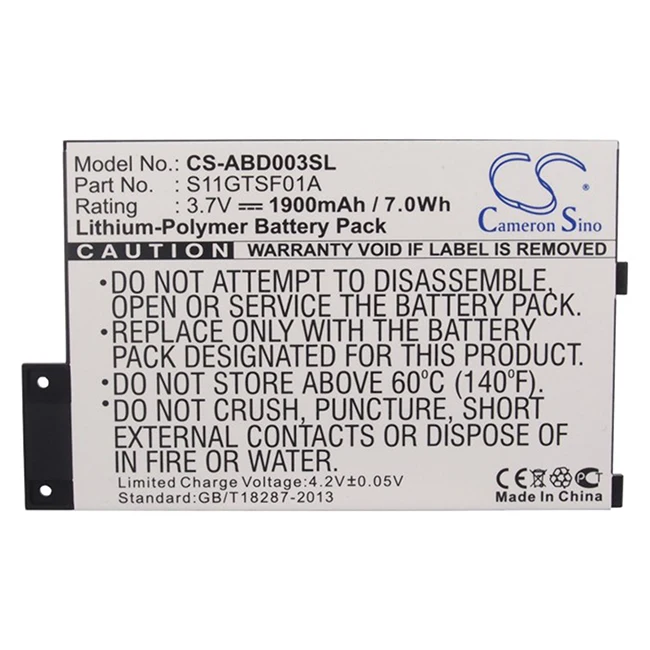 Model No.: CS-ABD003SL
Part No. : S11GTSF01A
Rating : 3.7V⎓1900mAh / 7.0Wh
Lithium-Polymer Battery Pack
CS
Cameron Sino
CAUTION WARRANTY VOID IF LABEL IS REMOVED
•DO NOT ATTEMPT TO DISASSEMBLE,
OPEN OR SERVICE THE BATTERY PACK.
•REPLACE ONLY WITH THE BATTERY
PACK DESIGNATED FOR THIS
PARTICULAR PRODUCT.
•DO NOT STORE ABOVE 60°C (140°F).
•DO NOT CRUSH, PUNCTURE, SHORT
EXTERNAL CONTACTS OR DISPOSE
IN FIRE OR WATER.
Limited Charge Voltage:4.2V±0.05V
Standard:GB/T18287-2013
CE
Made In China